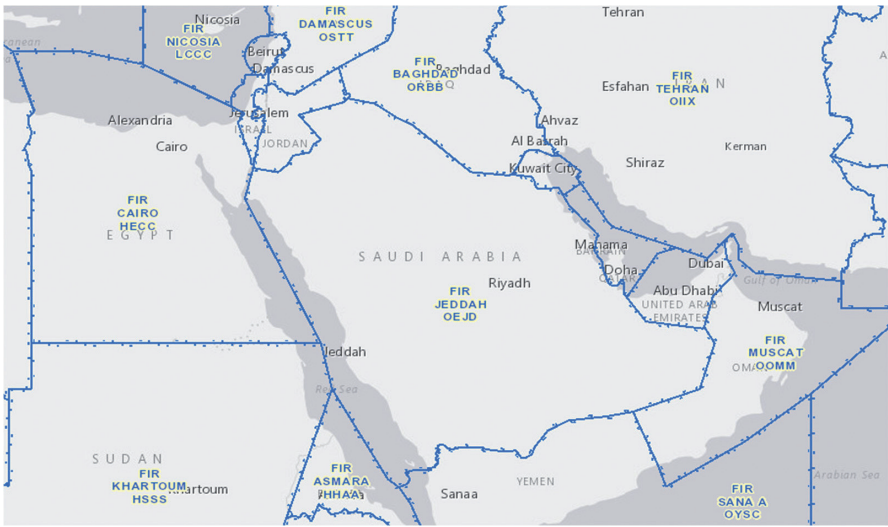 Tehran
Nicosia
FIR
NICOSIA
LCCC
FIR
DAMASCUS
OSTT
Beirut
Damascus
FIR
BAGHDAD
ORBB
Baghdad
IRAQ
Esfahan
FIR
TEHRAN
OIIX
Alexandria
Jerusalem
ISRAEL
JORDAN
Cairo
Ahvaz
Al Basrah
Kuwait City
Shiraz
Kerman
FIR
CAIRO
HECC
EGYPT
SAUDI ARABIA
Manama
BAHRAIN
Doha
QATAR
Dubai
Abu Dhabi
UNITED ARAB
EMIRATES
Gulf of Oman
Muscat
Riyadh
FIR
JEDDAH
OEJD
Jeddah
Red Sea
FIR
MUSCAT
OOMM
OMAN
SUDAN
FIR
KHARTOUM
HSSS
Khartoum
FIR
ASMARA
HHAA
Sanaa
YEMEN
FIR
SANA A
OYSC
Arabian Sea